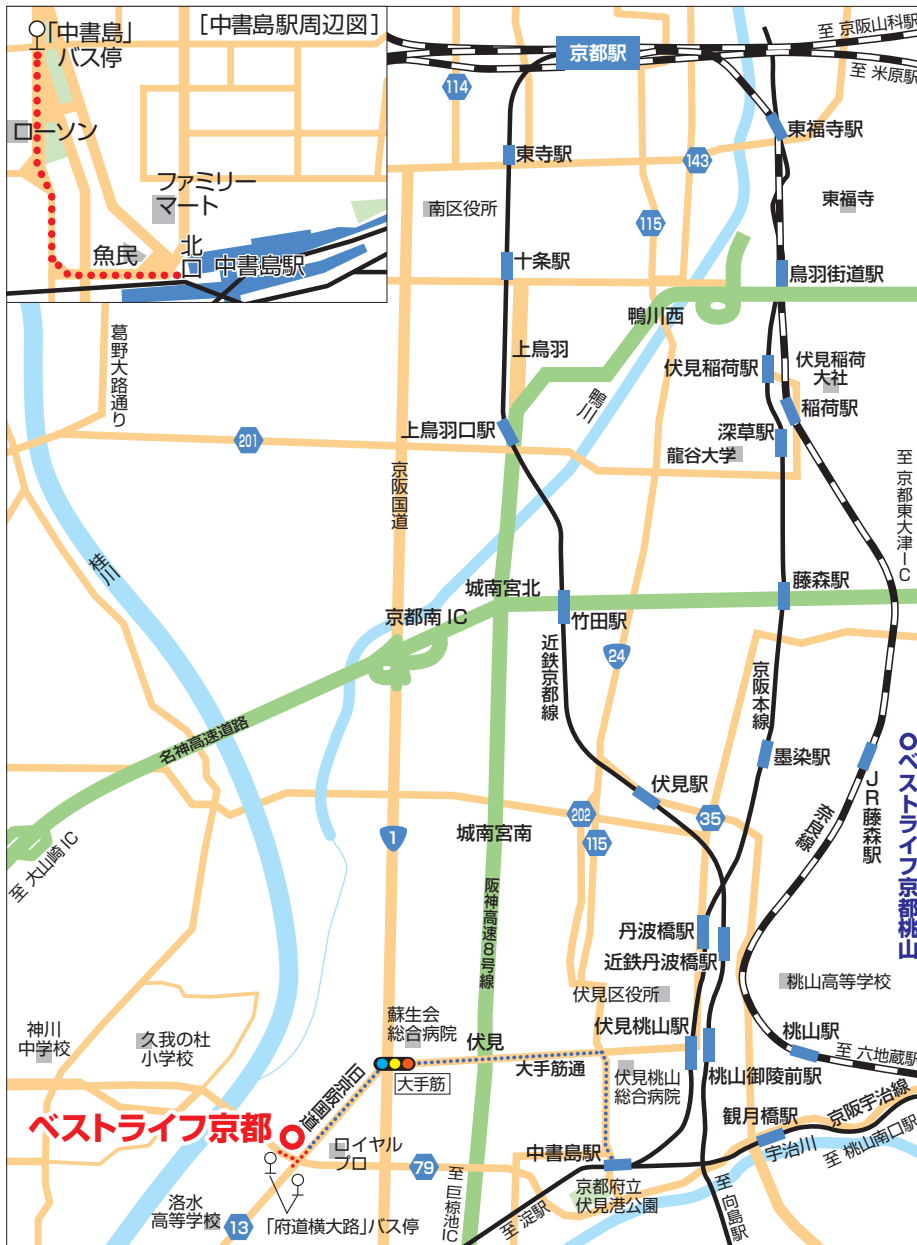 [中書島駅周辺図]
「中書島」
バス停
ローソン
ファミリー
マート
魚民
北口
中書島駅
京都駅
至 京阪山科駅
至 米原駅
114
東寺駅
143
東福寺駅
東福寺
南区役所
115
十条駅
鳥羽街道駅
鴨川西
葛野大路通り
上鳥羽
鴨川
伏見稲荷駅
伏見稲荷
大社
稲荷駅
上鳥羽口駅
201
深草駅
龍谷大学
京阪国道
至 京都東大津IC
桂川
城南宮北
藤森駅
京都南 IC
竹田駅
24
近鉄京都線
京阪本線
名神高速道路
墨染駅
JR藤森駅
奈良線
ベストライフ京都桃山
伏見駅
202
35
1
城南宮南
115
至 大山崎 IC
阪神高速8号線
丹波橋駅
近鉄丹波橋駅
伏見区役所
桃山高等学校
蘇生会
総合病院
伏見
伏見桃山駅
桃山駅
至 六地蔵駅
神川
中学校
久我の杜
小学校
大手筋
大手筋通
伏見桃山
総合病院
桃山御陵前駅
旧京阪国道
観月橋駅
京阪宇治線
ベストライフ京都
ロイヤル
プロ
中書島駅
宇治川
至 桃山南口駅
79
京都府立
伏見港公園
至 巨椋池IC
至 淀駅
至 向島駅
洛水
高等学校
13
「府道横大路」バス停